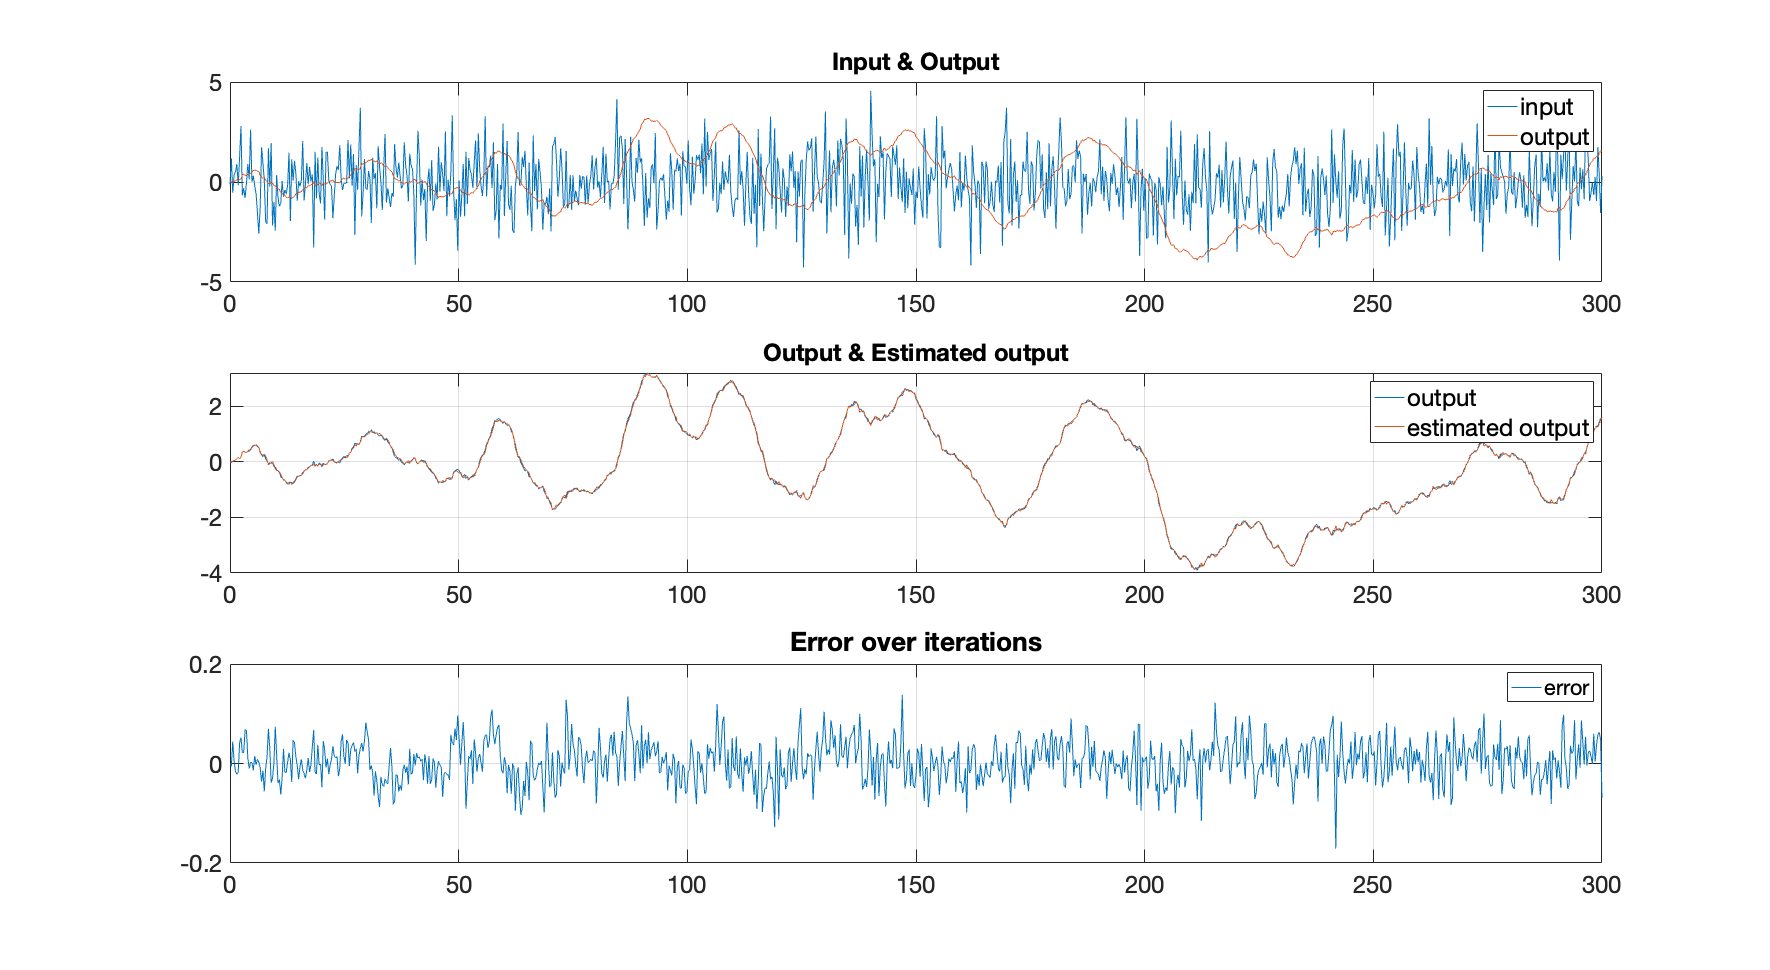 Input & Output
5
0
-5
input
output
0 50 100 150 200 250 300
Output & Estimated output
2
0
-2
-4
output
estimated output
0 50 100 150 200 250 300
Error over iterations
0.2
0
-0.2
error
0 50 100 150 200 250 300